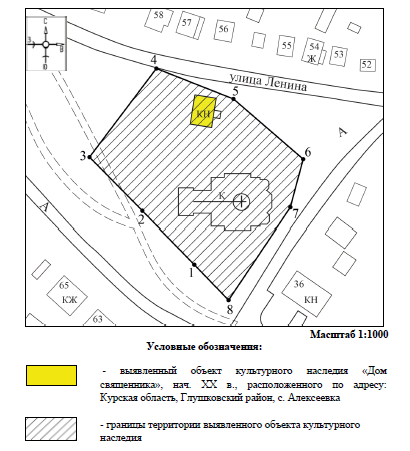 58
57
56
55
54
Ж
53
52
С
З
В
Ю
улица Ленина
4
5
КН
А
3
6
К
7
2
А
1
8
65
КЖ
63
36
КН
Масштаб 1:1000
Условные обозначения:
- выявленный объект культурного наследия «Дом
священника», нач. XX в., расположенного по адресу:
Курская область, Глушковский район, с. Алексеевка
- границы территории выявленного объекта культурного
наследия